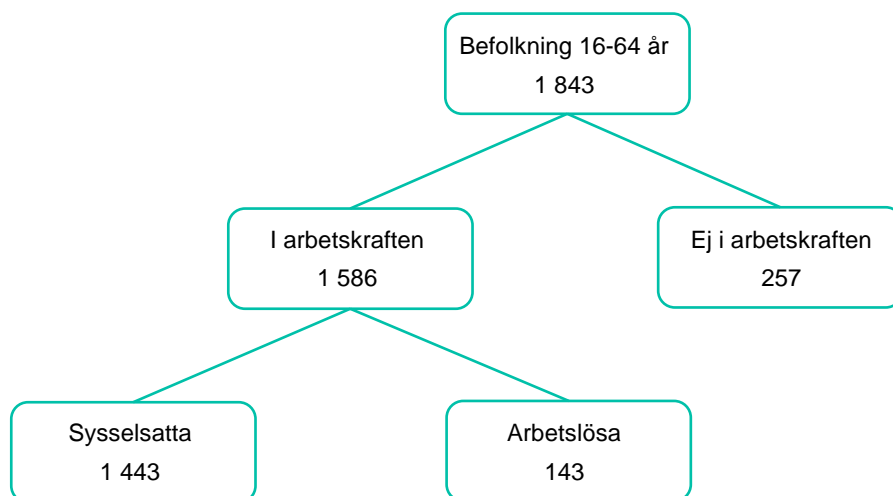 Befolkning 16-64 år
1 843
I arbetskraften
1 586
Ej i arbetskraften
257
Sysselsatta
1 443
Arbetslösa
143